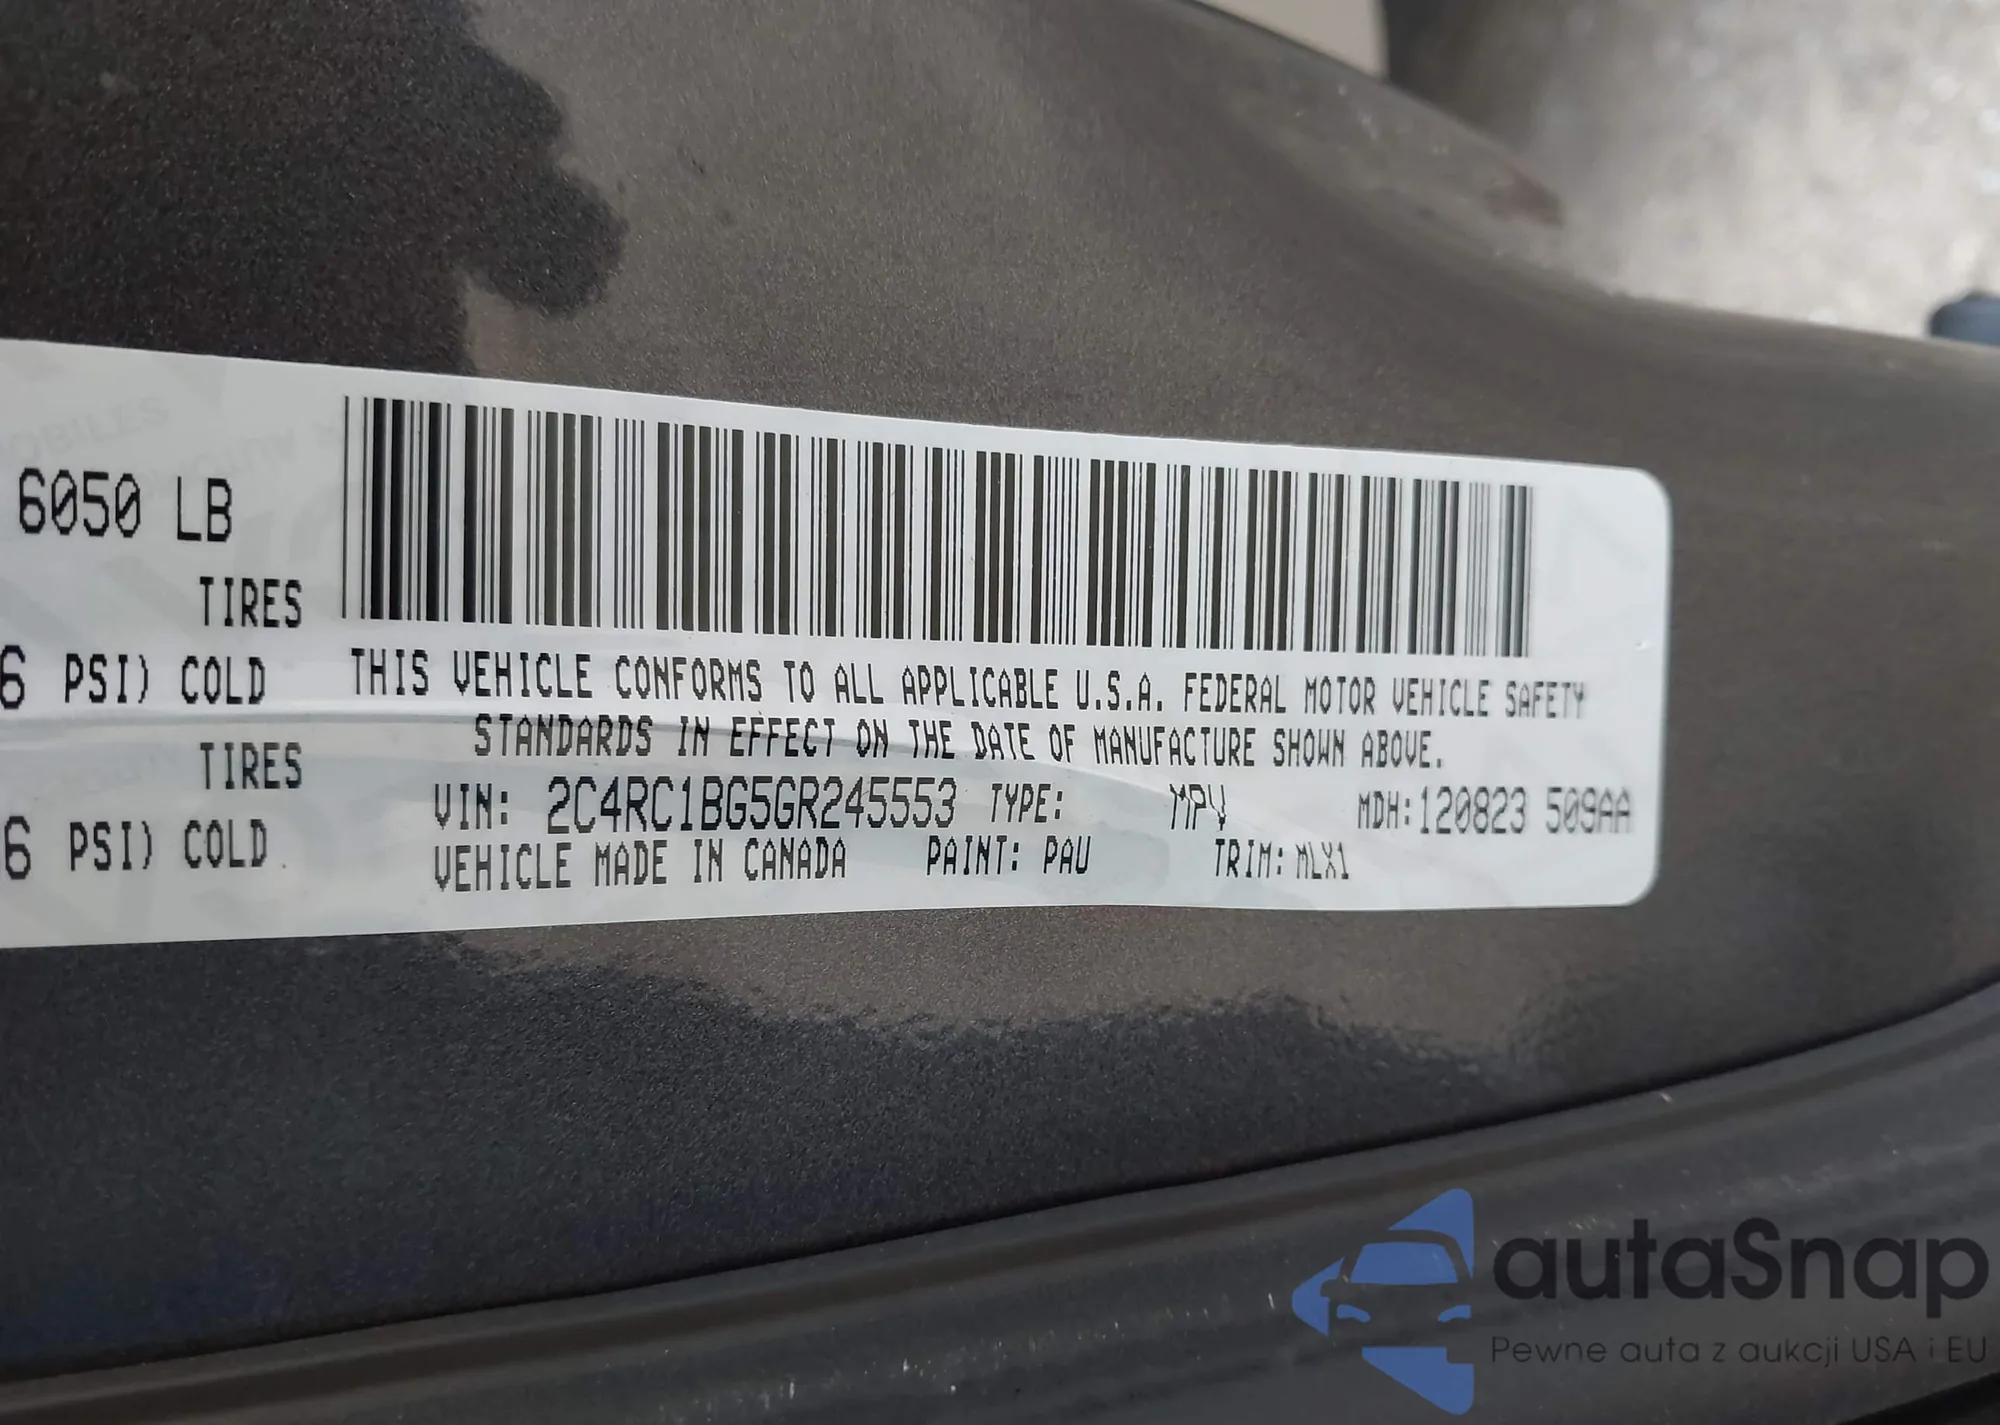 6050 LB
TIRES
6 PSI) COLD
TIRES
6 PSI) COLD
THIS VEHICLE CONFORMS TO ALL APPLICABLE U.S.A. FEDERAL MOTOR VEHICLE SAFETY
STANDARDS IN EFFECT ON THE DATE OF MANUFACTURE SHOWN ABOVE.
VIN: 2C4RC1BG5GR245553 TYPE: MPV MDH:120823 509AA
VEHICLE MADE IN CANADA PAINT: PAU TRIM: MLX1
autaSnap
Pewne auta z aukcji USA i EU